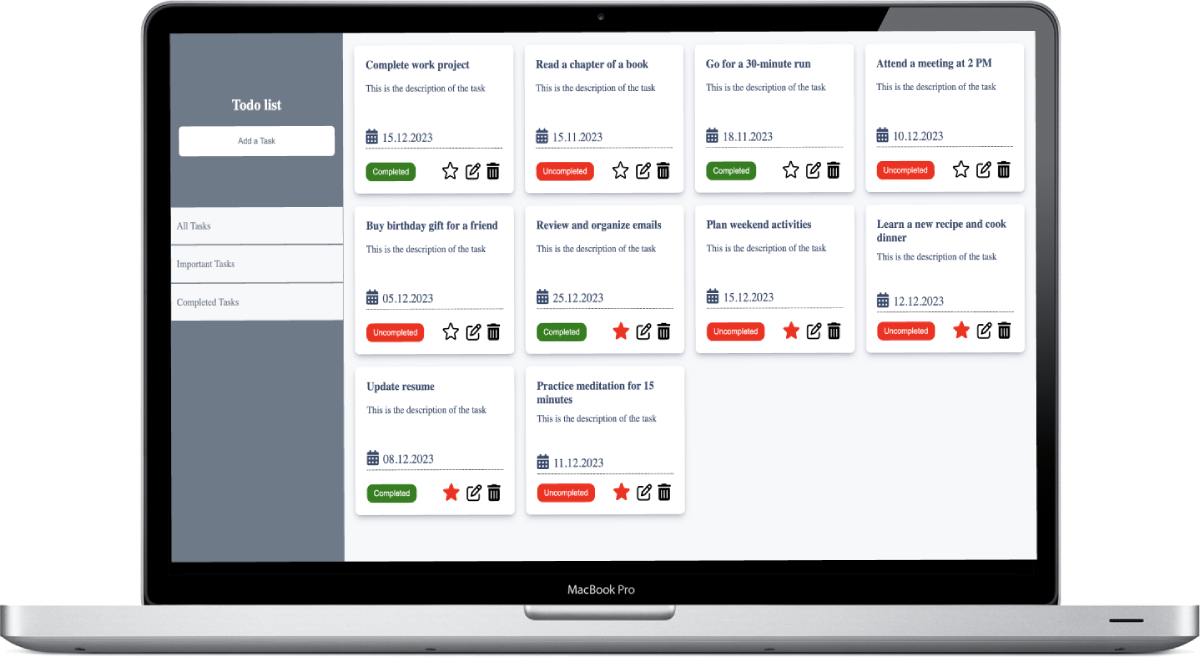 Todo list
Add a Task
All Tasks
Important Tasks
Completed Tasks
Complete work project
This is the description of the task
15.12.2023
Completed
Read a chapter of a book
This is the description of the task
15.11.2023
Uncompleted
Go for a 30-minute run
This is the description of the task
18.11.2023
Completed
Attend a meeting at 2 PM
This is the description of the task
10.12.2023
Uncompleted
Buy birthday gift for a friend
This is the description of the task
05.12.2023
Uncompleted
Review and organize emails
This is the description of the task
25.12.2023
Completed
Plan weekend activities
This is the description of the task
15.12.2023
Uncompleted
Learn a new recipe and cook
dinner
This is the description of the task
12.12.2023
Uncompleted
Update resume
This is the description of the task
08.12.2023
Completed
Practice meditation for 15
minutes
This is the description of the task
11.12.2023
Uncompleted
MacBook Pro